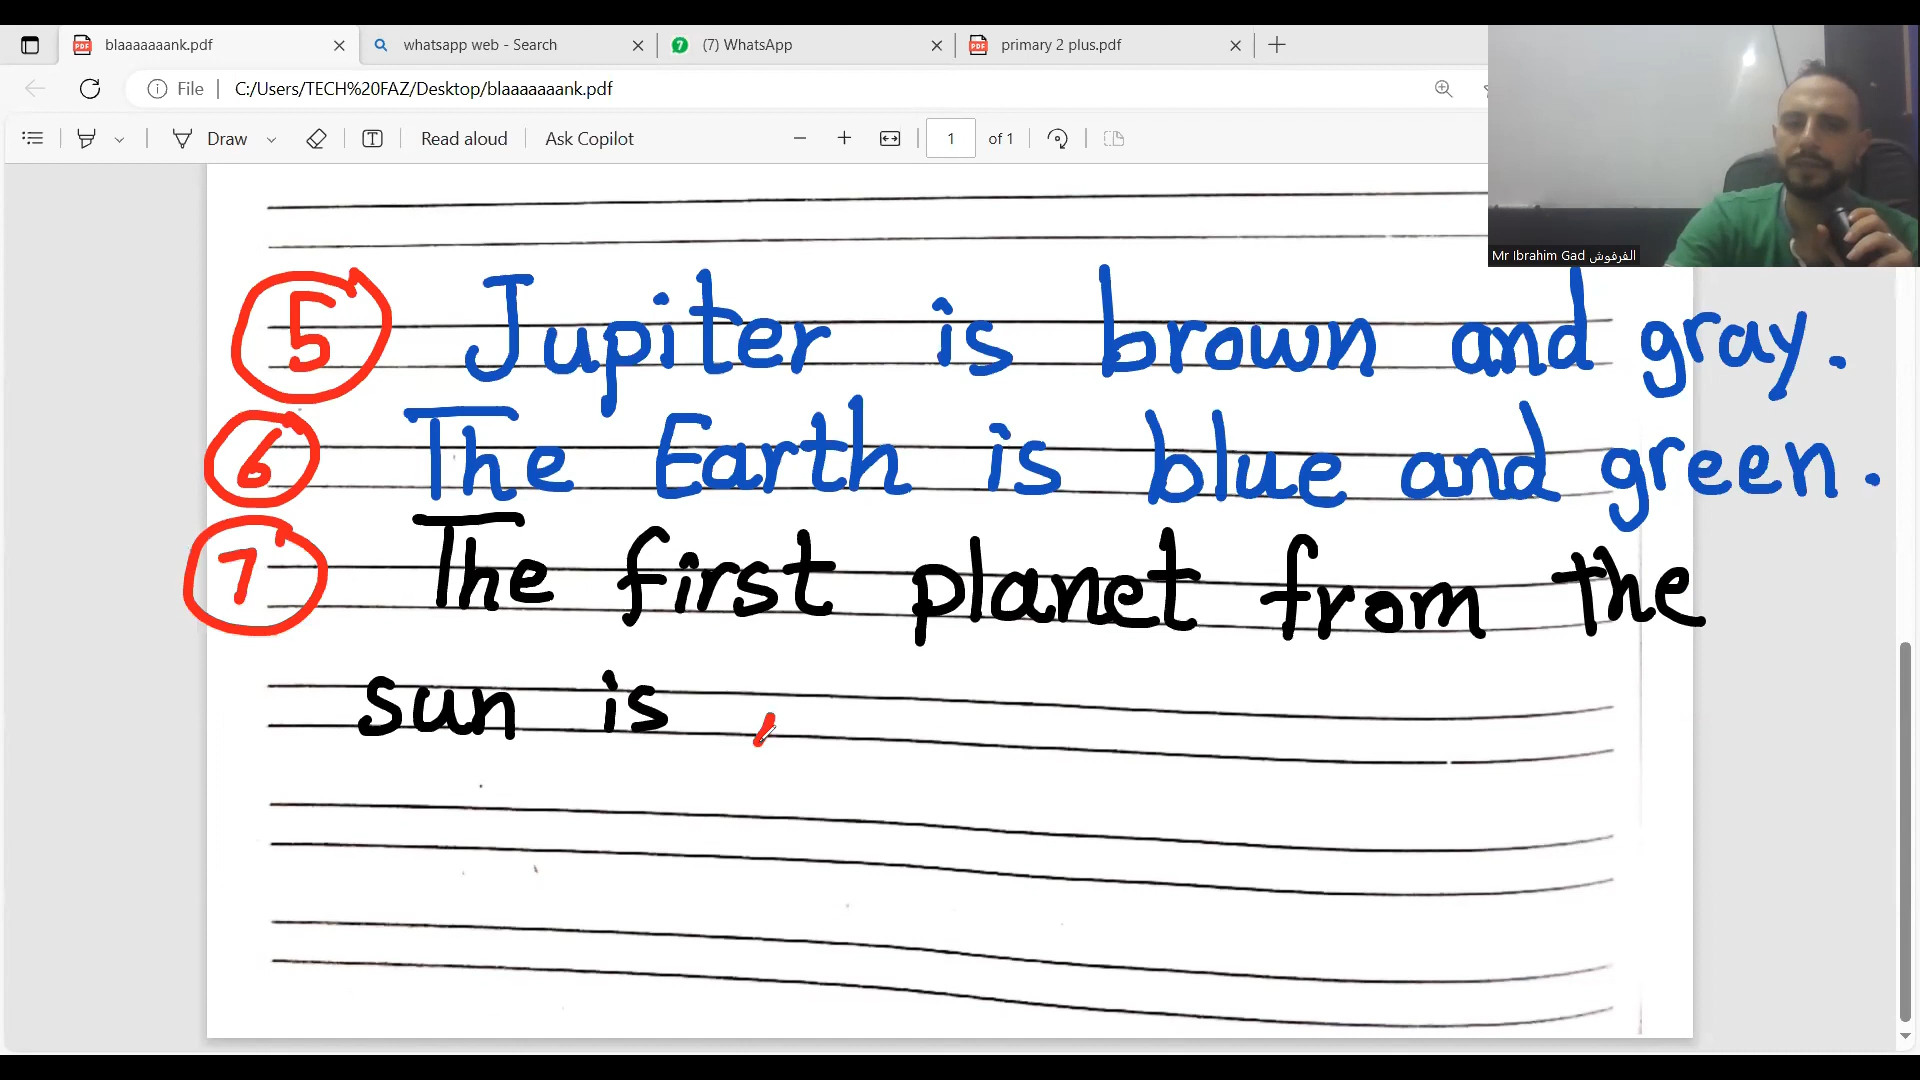 blaaaaaaank.pdf
whatsapp web - Search
(7) WhatsApp
primary 2 plus.pdf
File
C:/Users/TECH%20FAZ/Desktop/blaaaaaaank.pdf
Draw
Read aloud
Ask Copilot
1 of 1
Mr Ibrahim Gad القرفوش
5 Jupiter is brown and gray.
6 The Earth is blue and green.
7 The first planet from the
sun is